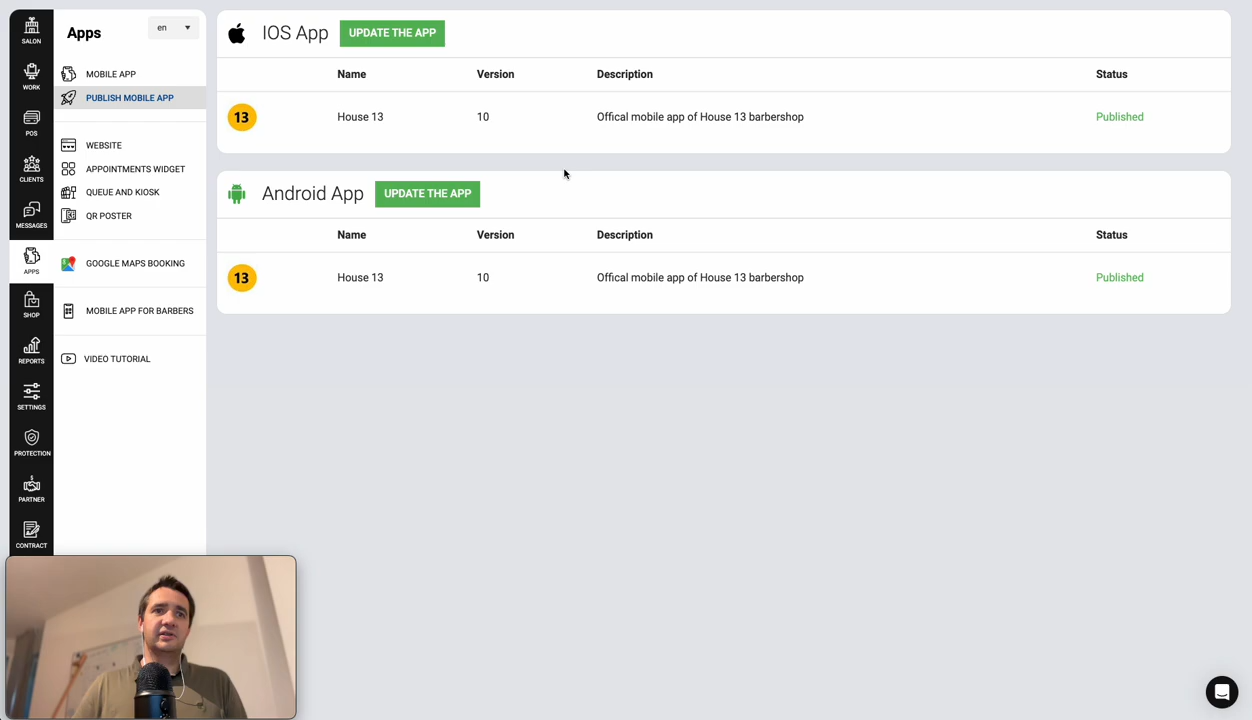 SALON
WORK
POS
CLIENTS
MESSAGES
APPS
SHOP
REPORTS
SETTINGS
PROTECTION
PARTNER
CONTRACT
Apps
en
MOBILE APP
PUBLISH MOBILE APP
WEBSITE
APPOINTMENTS WIDGET
QUEUE AND KIOSK
QR POSTER
GOOGLE MAPS BOOKING
MOBILE APP FOR BARBERS
VIDEO TUTORIAL
IOS App UPDATE THE APP
Name Version Description Status
13 House 13 10 Offical mobile app of House 13 barbershop Published
Android App UPDATE THE APP
Name Version Description Status
13 House 13 10 Offical mobile app of House 13 barbershop Published